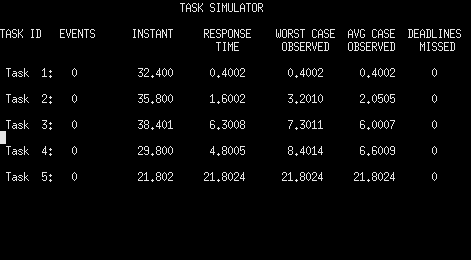 TASK SIMULATOR
TASK ID EVENTS INSTANT RESPONSE WORST CASE AVG CASE DEADLINES
TIME OBSERVED OBSERVED MISSED
Task 1: 0 32.400 0.4002 0.4002 0.4002 0
Task 2: 0 35.800 1.6002 3.2010 2.0505 0
Task 3: 0 38.401 6.3008 7.3011 6.0007 0
Task 4: 0 29.800 4.8005 8.4014 6.6009 0
Task 5: 0 21.802 21.8024 21.8024 21.8024 0